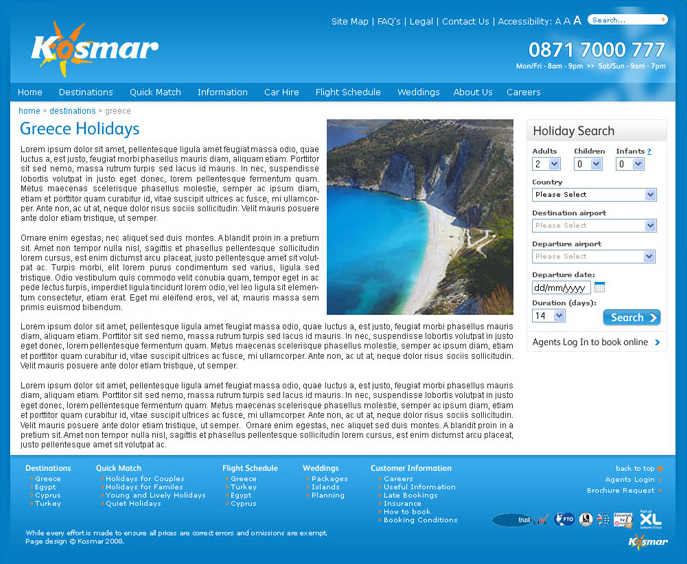 Site Map | FAQ's | Legal | Contact Us | Accessibility: A A A
Search...
Kosmar
0871 7000 777
Mon/Fri - 8am - 9pm >> Sat/Sun - 9am - 7pm
Home Destinations Quick Match Information Car Hire Flight Schedule Weddings About Us Careers
home > destinations > greece
Greece Holidays
Lorem ipsum dolor sit amet, pellentesque ligula amet feugiat massa odio, quae
luctus a, est justo, feugiat morbi phasellus mauris diam, aliquam etiam. Porttitor
sit sed nemo, massa rutrum turpis sed lacus id mauris. In nec, suspendisse
lobortis volutpat in justo eget donec, lorem pellentesque fermentum quam.
Metus maecenas scelerisque phasellus molestie, semper ac ipsum diam,
etiam et porttitor quam curabitur id, vitae suscipit ultrices ac fusce, mi ullamcor-
per. Ante non, ac ut at, neque dolor risus sociis sollicitudin. Velit mauris posuere
ante dolor etiam tristique, ut semper.
Ornare enim egestas, nec aliquet sed duis montes. A blandit proin in a pretium
sit. Amet non tempor nulla nisl, sagittis et phasellus pellentesque sollicitudin
lorem cursus, est enim dictumst arcu placeat, justo pellentesque amet sit volut-
pat ac. Turpis morbi, elit lorem purus condimentum sed varius, ligula sed
tristique. Odio vestibulum quis commodo velit conubia quam, tempor eget in ac
pede lectus turpis, imperdiet ligula tincidunt lorem odio, vel leo ligula sit elemen-
tum consectetur, etiam erat. Eget mi eleifend eros, vel at, mauris massa sem
primis euismod bibendum.
Lorem ipsum dolor sit amet, pellentesque ligula amet feugiat massa odio, quae luctus a, est justo, feugiat morbi phasellus mauris
diam, aliquam etiam. Porttitor sit sed nemo, massa rutrum turpis sed lacus id mauris. In nec, suspendisse lobortis volutpat in justo
eget donec, lorem pellentesque fermentum quam. Metus maecenas scelerisque phasellus molestie, semper ac ipsum diam, etiam
et porttitor quam curabitur id, vitae suscipit ultrices ac fusce, mi ullamcorper. Ante non, ac ut at, neque dolor risus sociis sollicitudin.
Velit mauris posuere ante dolor etiam tristique, ut semper.
Lorem ipsum dolor sit amet, pellentesque ligula amet feugiat massa odio, quae luctus a, est justo, feugiat morbi phasellus mauris
diam, aliquam etiam. Porttitor sit sed nemo, massa rutrum turpis sed lacus id mauris. In nec, suspendisse lobortis volutpat in justo
eget donec, lorem pellentesque fermentum quam. Metus maecenas scelerisque phasellus molestie, semper ac ipsum diam, etiam
et porttitor quam curabitur id, vitae suscipit ultrices ac fusce, mi ullamcorper. Ante non, ac ut at, neque dolor risus sociis sollicitudin.
Velit mauris posuere ante dolor etiam tristique, ut semper. Ornare enim egestas, nec aliquet sed duis montes. A blandit proin in a
pretium sit. Amet non tempor nulla nisl, sagittis et phasellus pellentesque sollicitudin lorem cursus, est enim dictumst arcu placeat,
justo pellentesque amet sit volutpat ac.
Holiday Search
Adults Children Infants ?
2 0 0
Country
Please Select
Destination airport
Please Select
Departure airport
Please Select
Departure date:
dd/mm/yyyy
Duration (days):
14 Search
Agents Log In to book online
Destinations
Greece
Egypt
Cyprus
Turkey
Quick Match
Holidays for Couples
Holidays for Familes
Young and Lively Holidays
Quiet Holidays
Flight Schedule
Greece
Turkey
Egypt
Cyprus
Weddings
Packages
Islands
Planning
Customer Information
Careers
Useful Information
Late Bookings
Insurance
How to book
Booking Conditions
back to top
Agents Login
Brochure Request
trust
FTO
XL
Kosmar
While every effort is made to ensure all prices are correct errors and omissions are exempt.
Page design © Kosmar 2008.